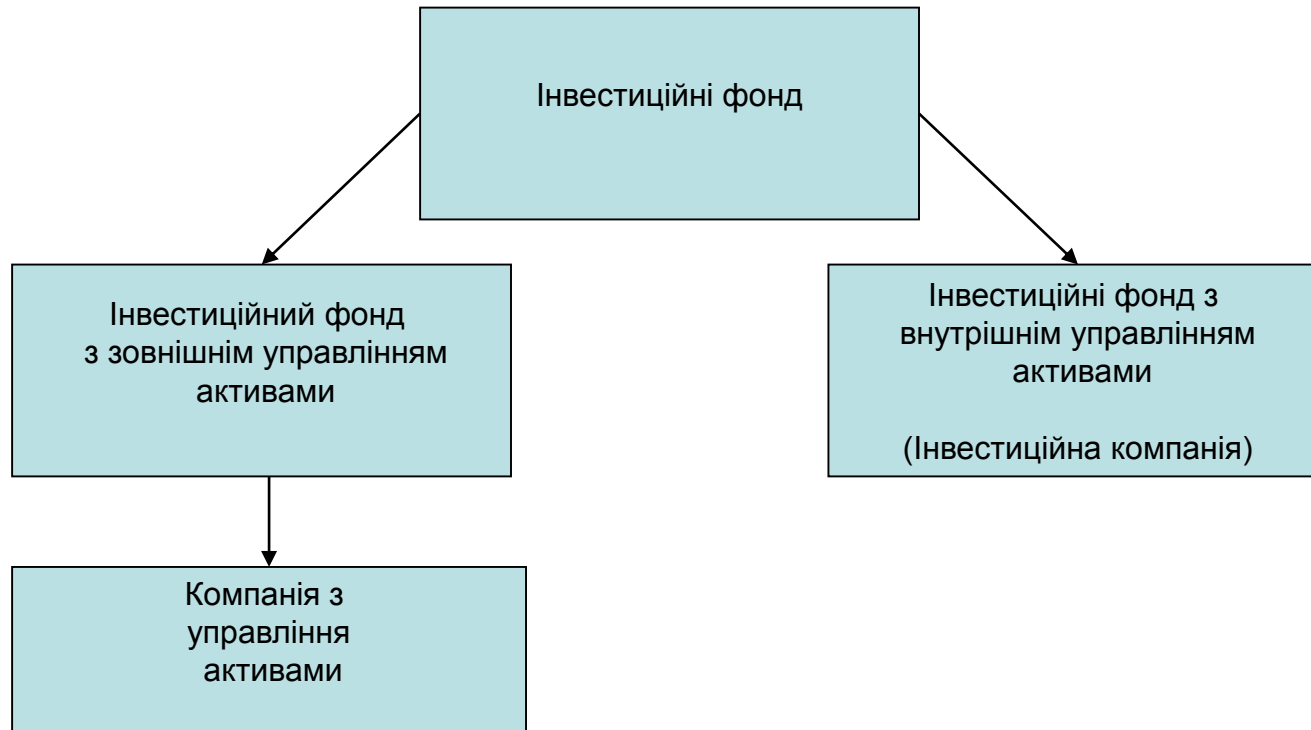 Інвестиційні фонд
Інвестиційний фонд
з зовнішнім управлінням
активами
Інвестиційні фонд з
внутрішнім управлінням
активами
(Інвестиційна компанія)
Компанія з
управління
активами